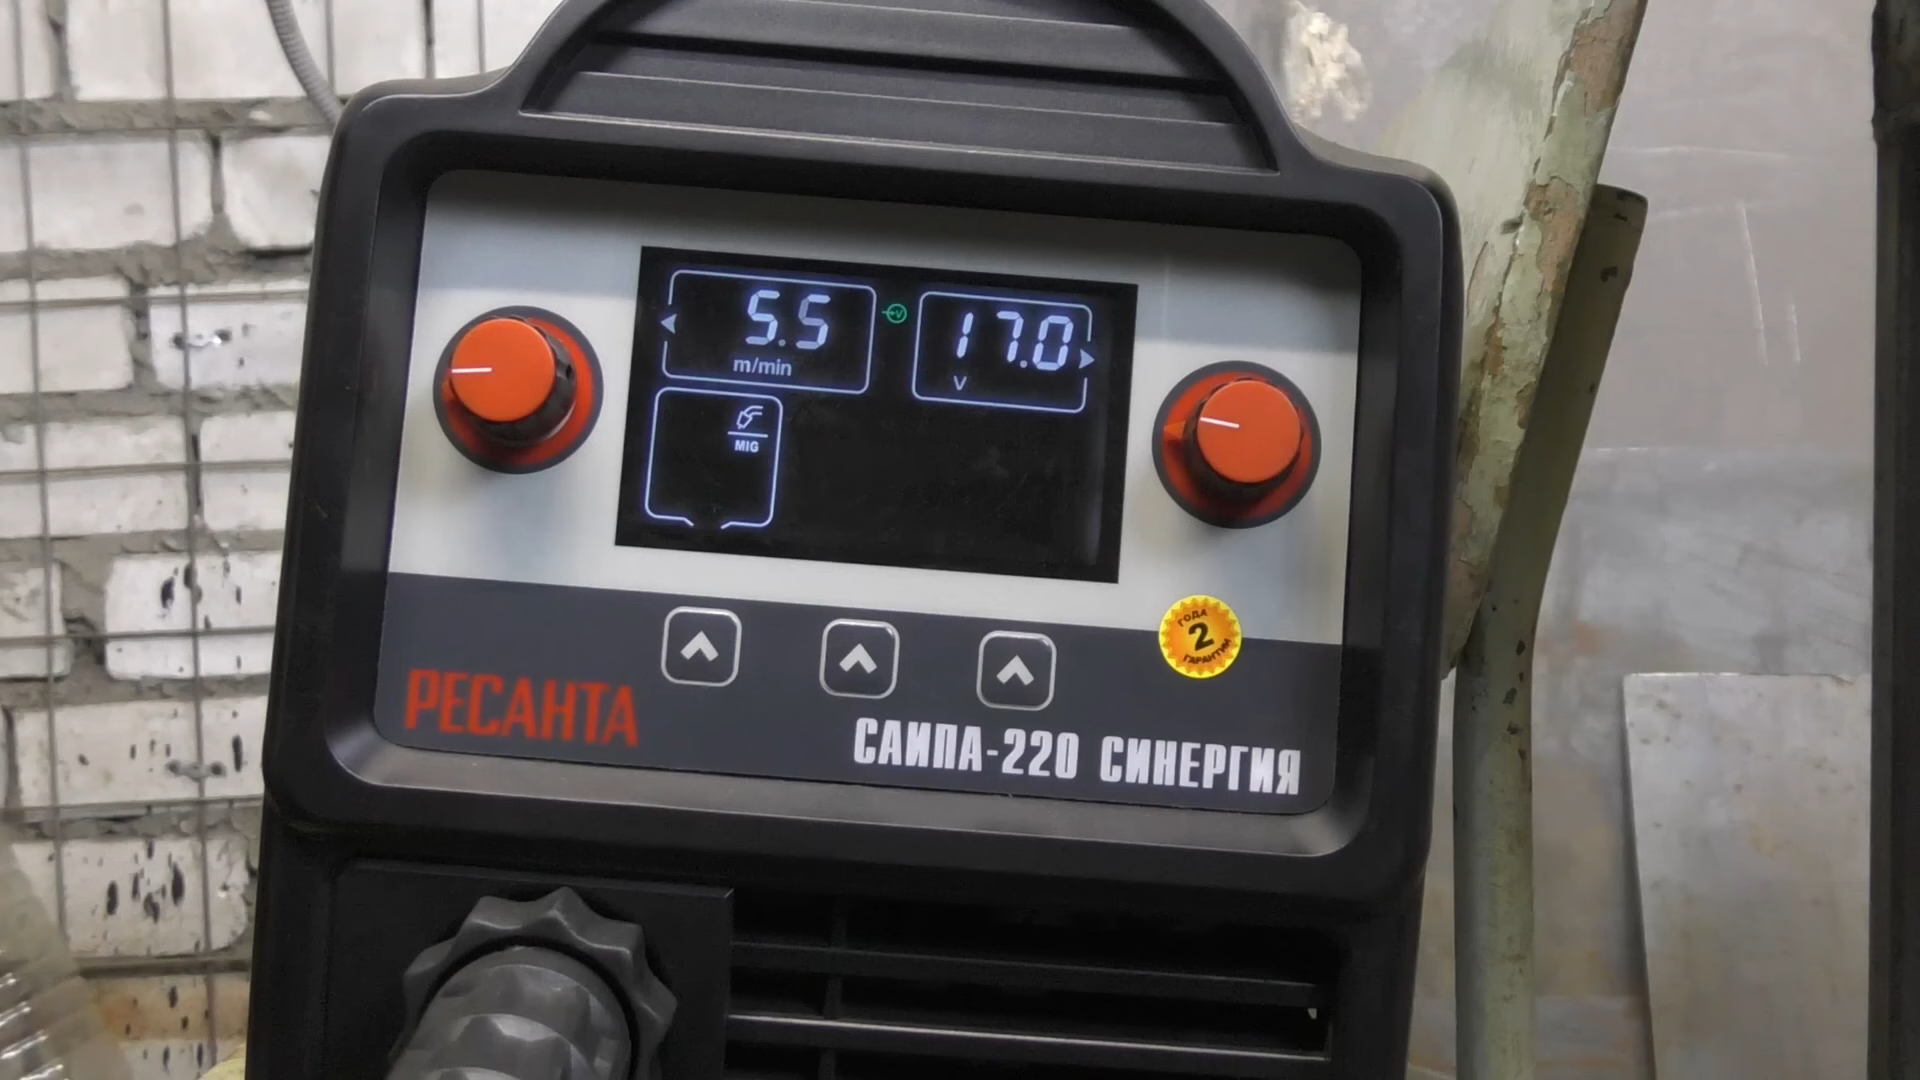 5.5
m/min
V
17.0
V
MIG
ГОДА
2
ГАРАНТИИ
РЕСАНТА
САИПА-220 СИНЕРГИЯ